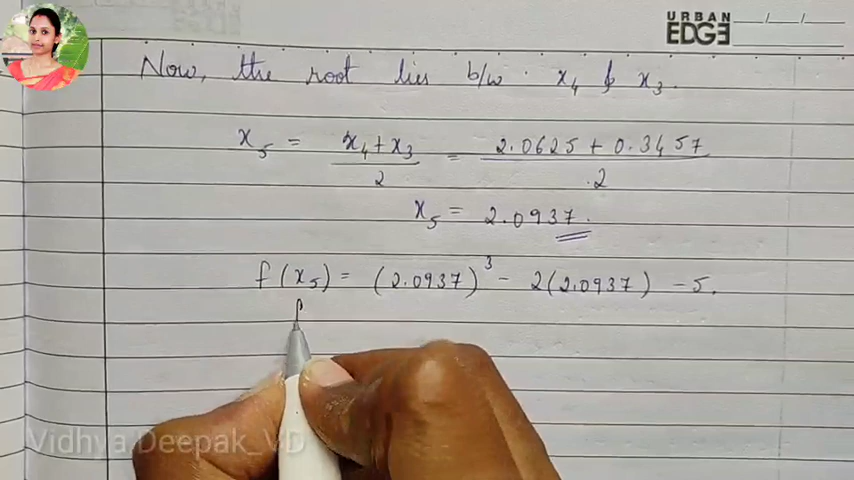 URBAN
EDGE
Now, the root lies b/w. x₄ & x₃.
x₅ = x₄+x₃/2 = 2.0625 + 0.3457/2
x₅ = 2.0937.
f(x₅) = (2.0937)³ - 2(2.0937) - 5.
Vidhya.Deepak_VD